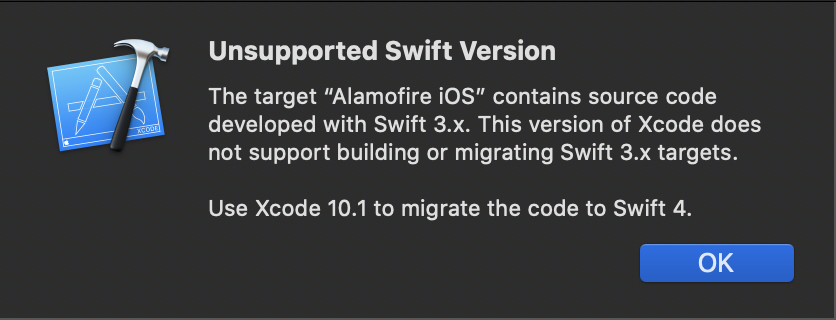 Unsupported Swift Version
The target “Alamofire iOS” contains source code
developed with Swift 3.x. This version of Xcode does
not support building or migrating Swift 3.x targets.
Use Xcode 10.1 to migrate the code to Swift 4.
XCODE
OK